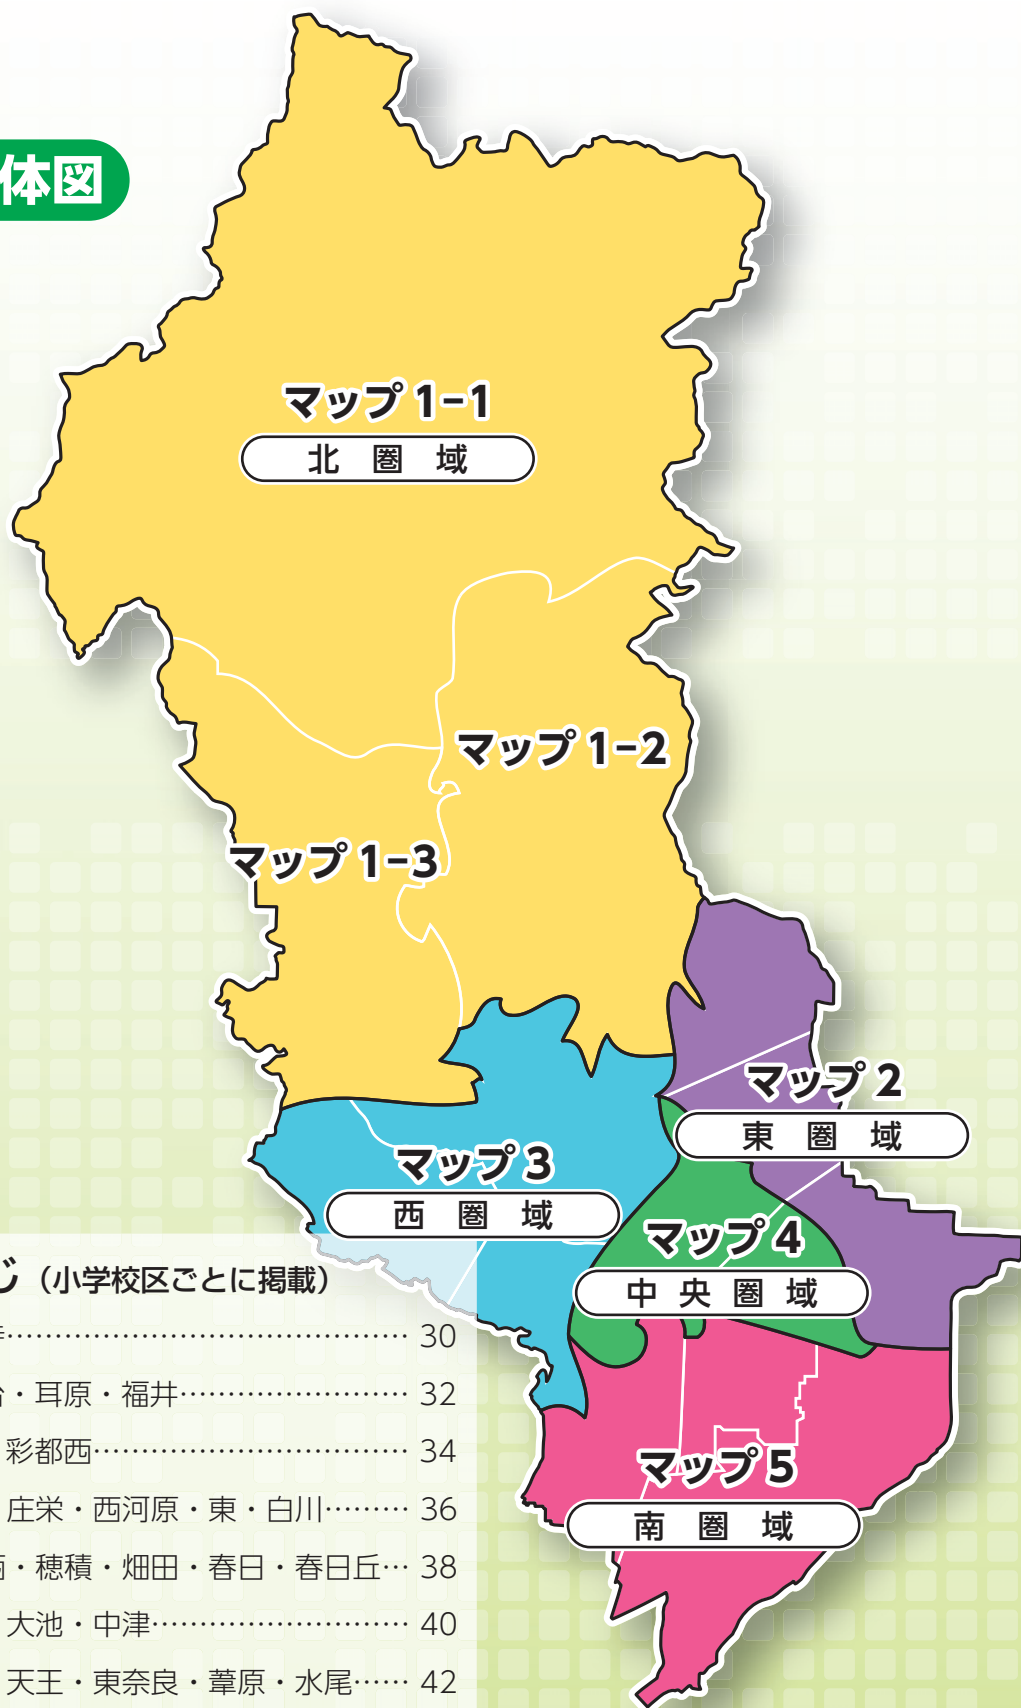 体図
マップ 1-1
北圏域
マップ 1-2
マップ 1-3
マップ 2
東圏域
マップ 3
西圏域
マップ 4
中央圏域
マップ 5
南圏域
じ（小学校区ごとに掲載）
…………………………………… 30
・耳原・福井…………………… 32
彩都西…………………………… 34
庄栄・西河原・東・白川……… 36
・穂積・畑田・春日・春日丘… 38
大池・中津……………………… 40
天王・東奈良・葦原・水尾…… 42